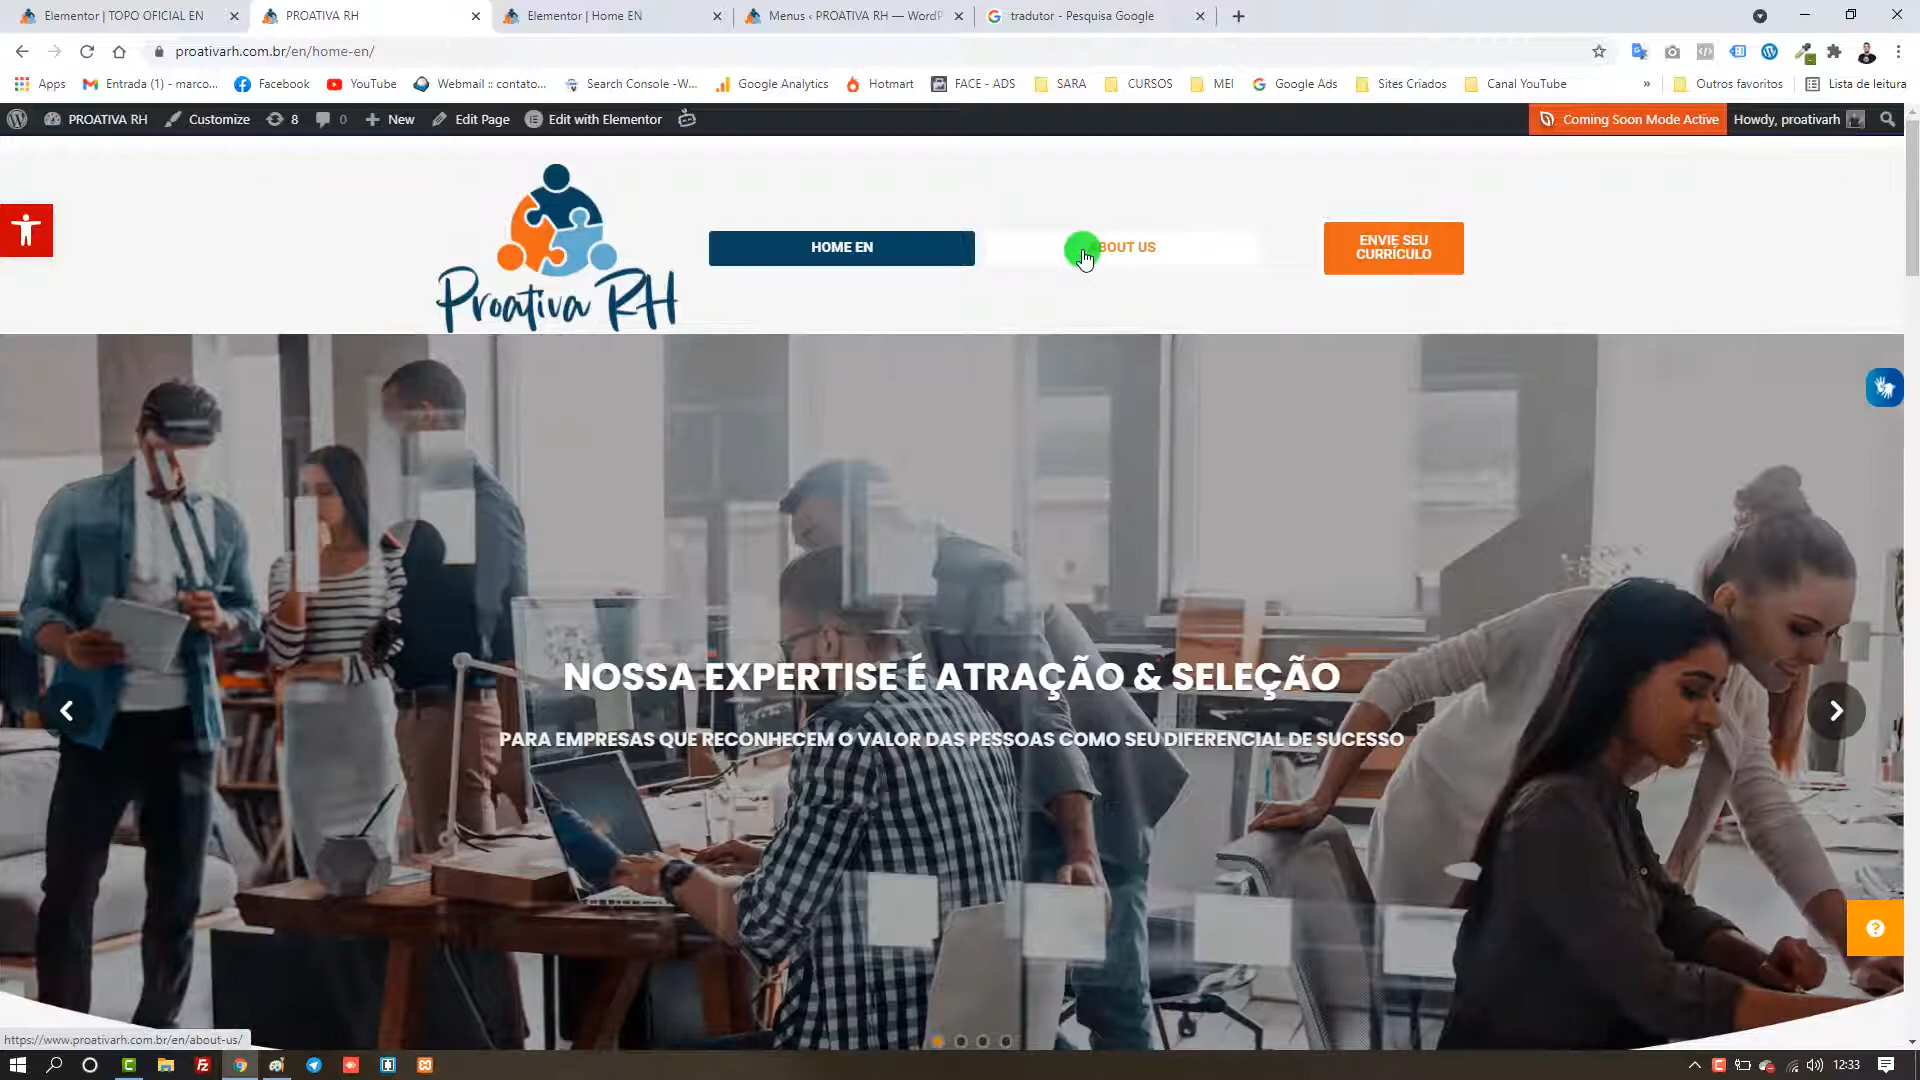 Elementor | TOPO OFICIAL EN
PROATIVA RH
Elementor | Home EN
Menus ‹ PROATIVA RH — WordP
tradutor - Pesquisa Google
proativarh.com.br/en/home-en/
Apps
Entrada (1) - marco...
Facebook
YouTube
Webmail :: contato...
Search Console -W...
Google Analytics
Hotmart
FACE - ADS
SARA
CURSOS
MEI
Google Ads
Sites Criados
Canal YouTube
»
Outros favoritos
Lista de leitura
PROATIVA RH
Customize
8
0
New
Edit Page
Edit with Elementor
Coming Soon Mode Active
Howdy, proativarh
Proativa RH
HOME EN
BOUT US
ENVIE SEU
CURRÍCULO
NOSSA EXPERTISE É ATRAÇÃO & SELEÇÃO
PARA EMPRESAS QUE RECONHECEM O VALOR DAS PESSOAS COMO SEU DIFERENCIAL DE SUCESSO
https://www.proativarh.com.br/en/about-us/
12:33